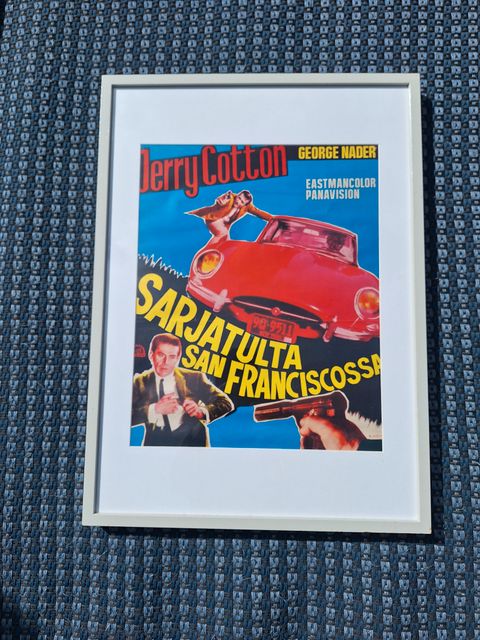 Jerry Cotton
GEORGE NADER
EASTMANCOLOR
PANAVISION
SARJATULTA
SAN FRANCISCOSSA